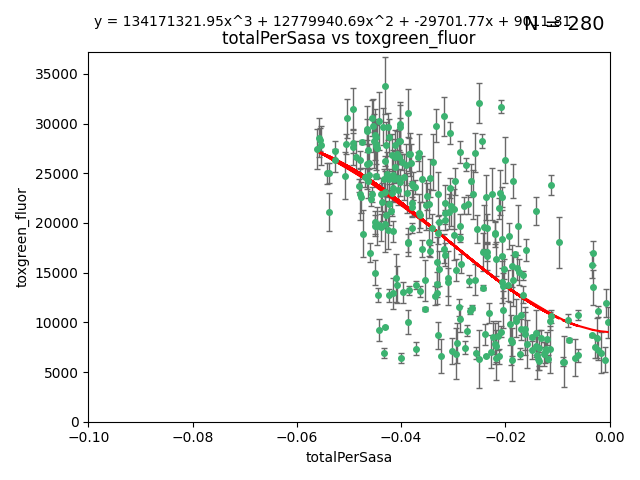 y = 134171321.95x^3 + 12779940.69x^2 + -29701.77x + 9011.81
N = 280
totalPerSasa vs toxgreen_fluor
35000
30000
25000
20000
15000
10000
5000
0
toxgreen_fluor
−0.10
−0.08
−0.06
−0.04
−0.02
0.00
totalPerSasa